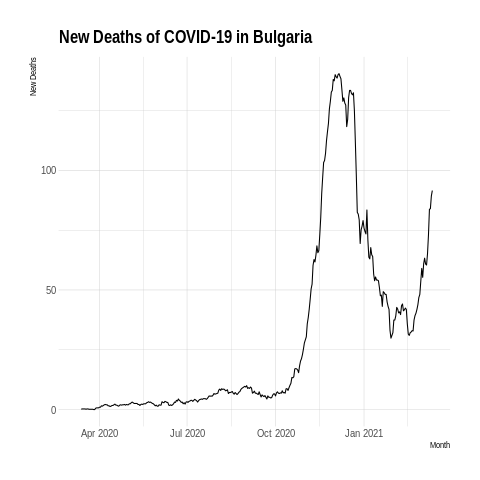 New Deaths of COVID-19 in Bulgaria
New Deaths
100
50
0
Apr 2020 Jul 2020 Oct 2020 Jan 2021
Month